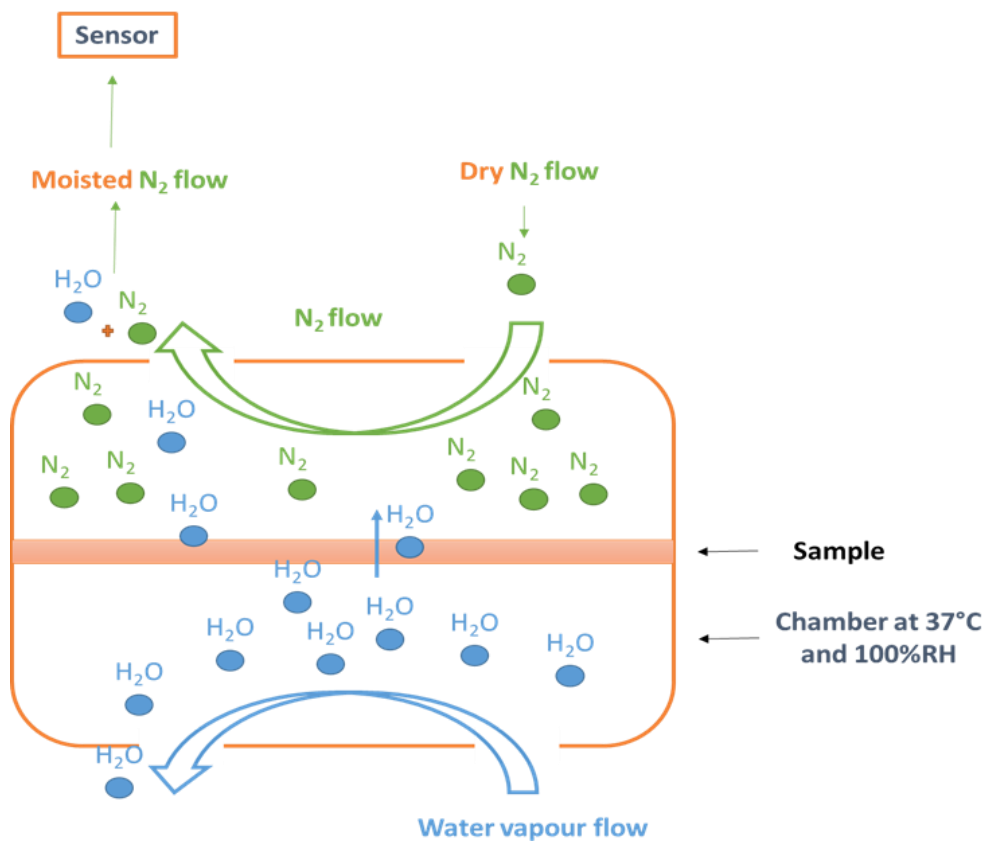 Sensor
Moisted N₂ flow
Dry N₂ flow
N₂
H₂O
N₂
N₂ flow
N₂
N₂
H₂O
N₂
N₂
N₂
N₂
N₂
N₂
H₂O
H₂O
Sample
H₂O
H₂O
Chamber at 37°C
and 100%RH
H₂O
H₂O
H₂O
H₂O
H₂O
H₂O
Water vapour flow